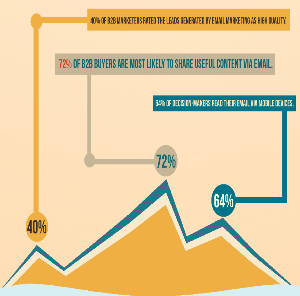 40% OF B2B MARKETERS RATED THE LEADS GENERATED BY EMAIL MARKETING AS HIGH QUALITY.
72% OF B2B BUYERS ARE MOST LIKELY TO SHARE USEFUL CONTENT VIA EMAIL.
64% OF DECISION-MAKERS READ THEIR EMAIL VIA MOBILE DEVICES.
72%
64%
40%